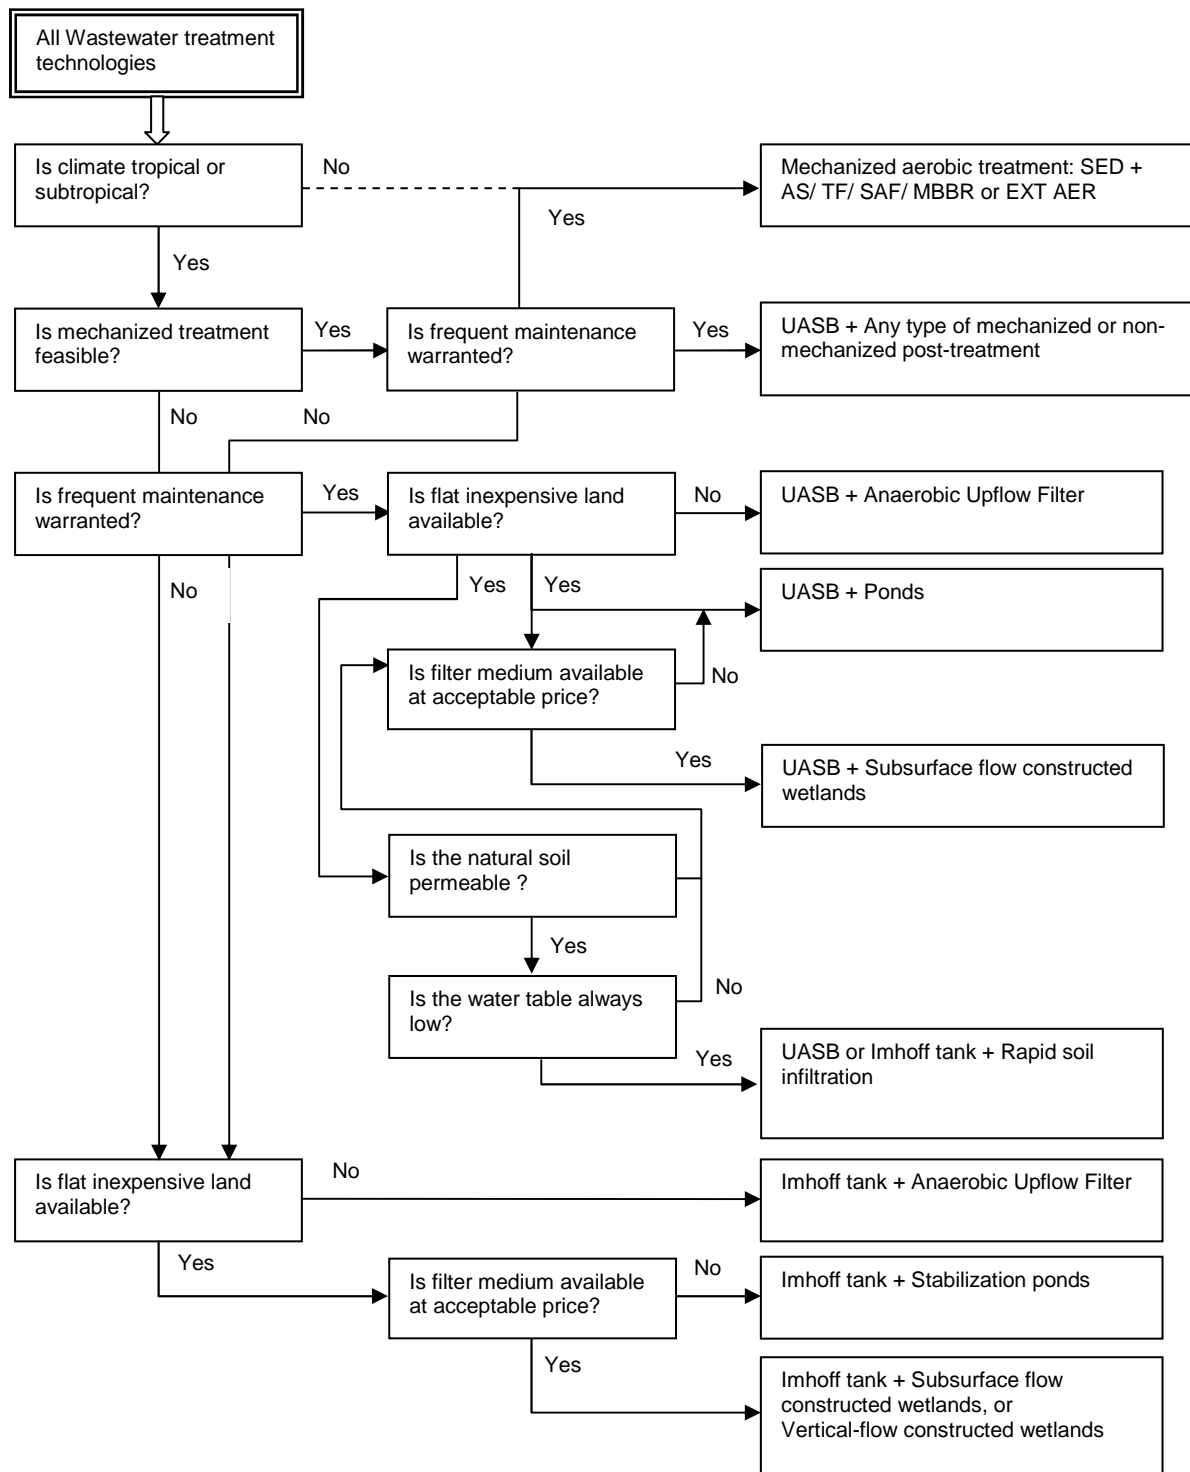 All Wastewater treatment
technologies
Is climate tropical or
subtropical?
No
Mechanized aerobic treatment: SED +
AS/ TF/ SAF/ MBBR or EXT AER
Yes
Yes
Is mechanized treatment
feasible?
Yes
Is frequent maintenance
warranted?
Yes
UASB + Any type of mechanized or non-
mechanized post-treatment
No
No
Is frequent maintenance
warranted?
Yes
Is flat inexpensive land
available?
No
UASB + Anaerobic Upflow Filter
No
Yes
Yes
UASB + Ponds
Is filter medium available
at acceptable price?
No
Yes
UASB + Subsurface flow constructed
wetlands
Is the natural soil
permeable ?
Yes
Is the water table always
low?
No
Yes
UASB or Imhoff tank + Rapid soil
infiltration
Is flat inexpensive land
available?
No
Imhoff tank + Anaerobic Upflow Filter
Yes
Is filter medium available
at acceptable price?
No
Imhoff tank + Stabilization ponds
Yes
Imhoff tank + Subsurface flow
constructed wetlands, or
Vertical-flow constructed wetlands